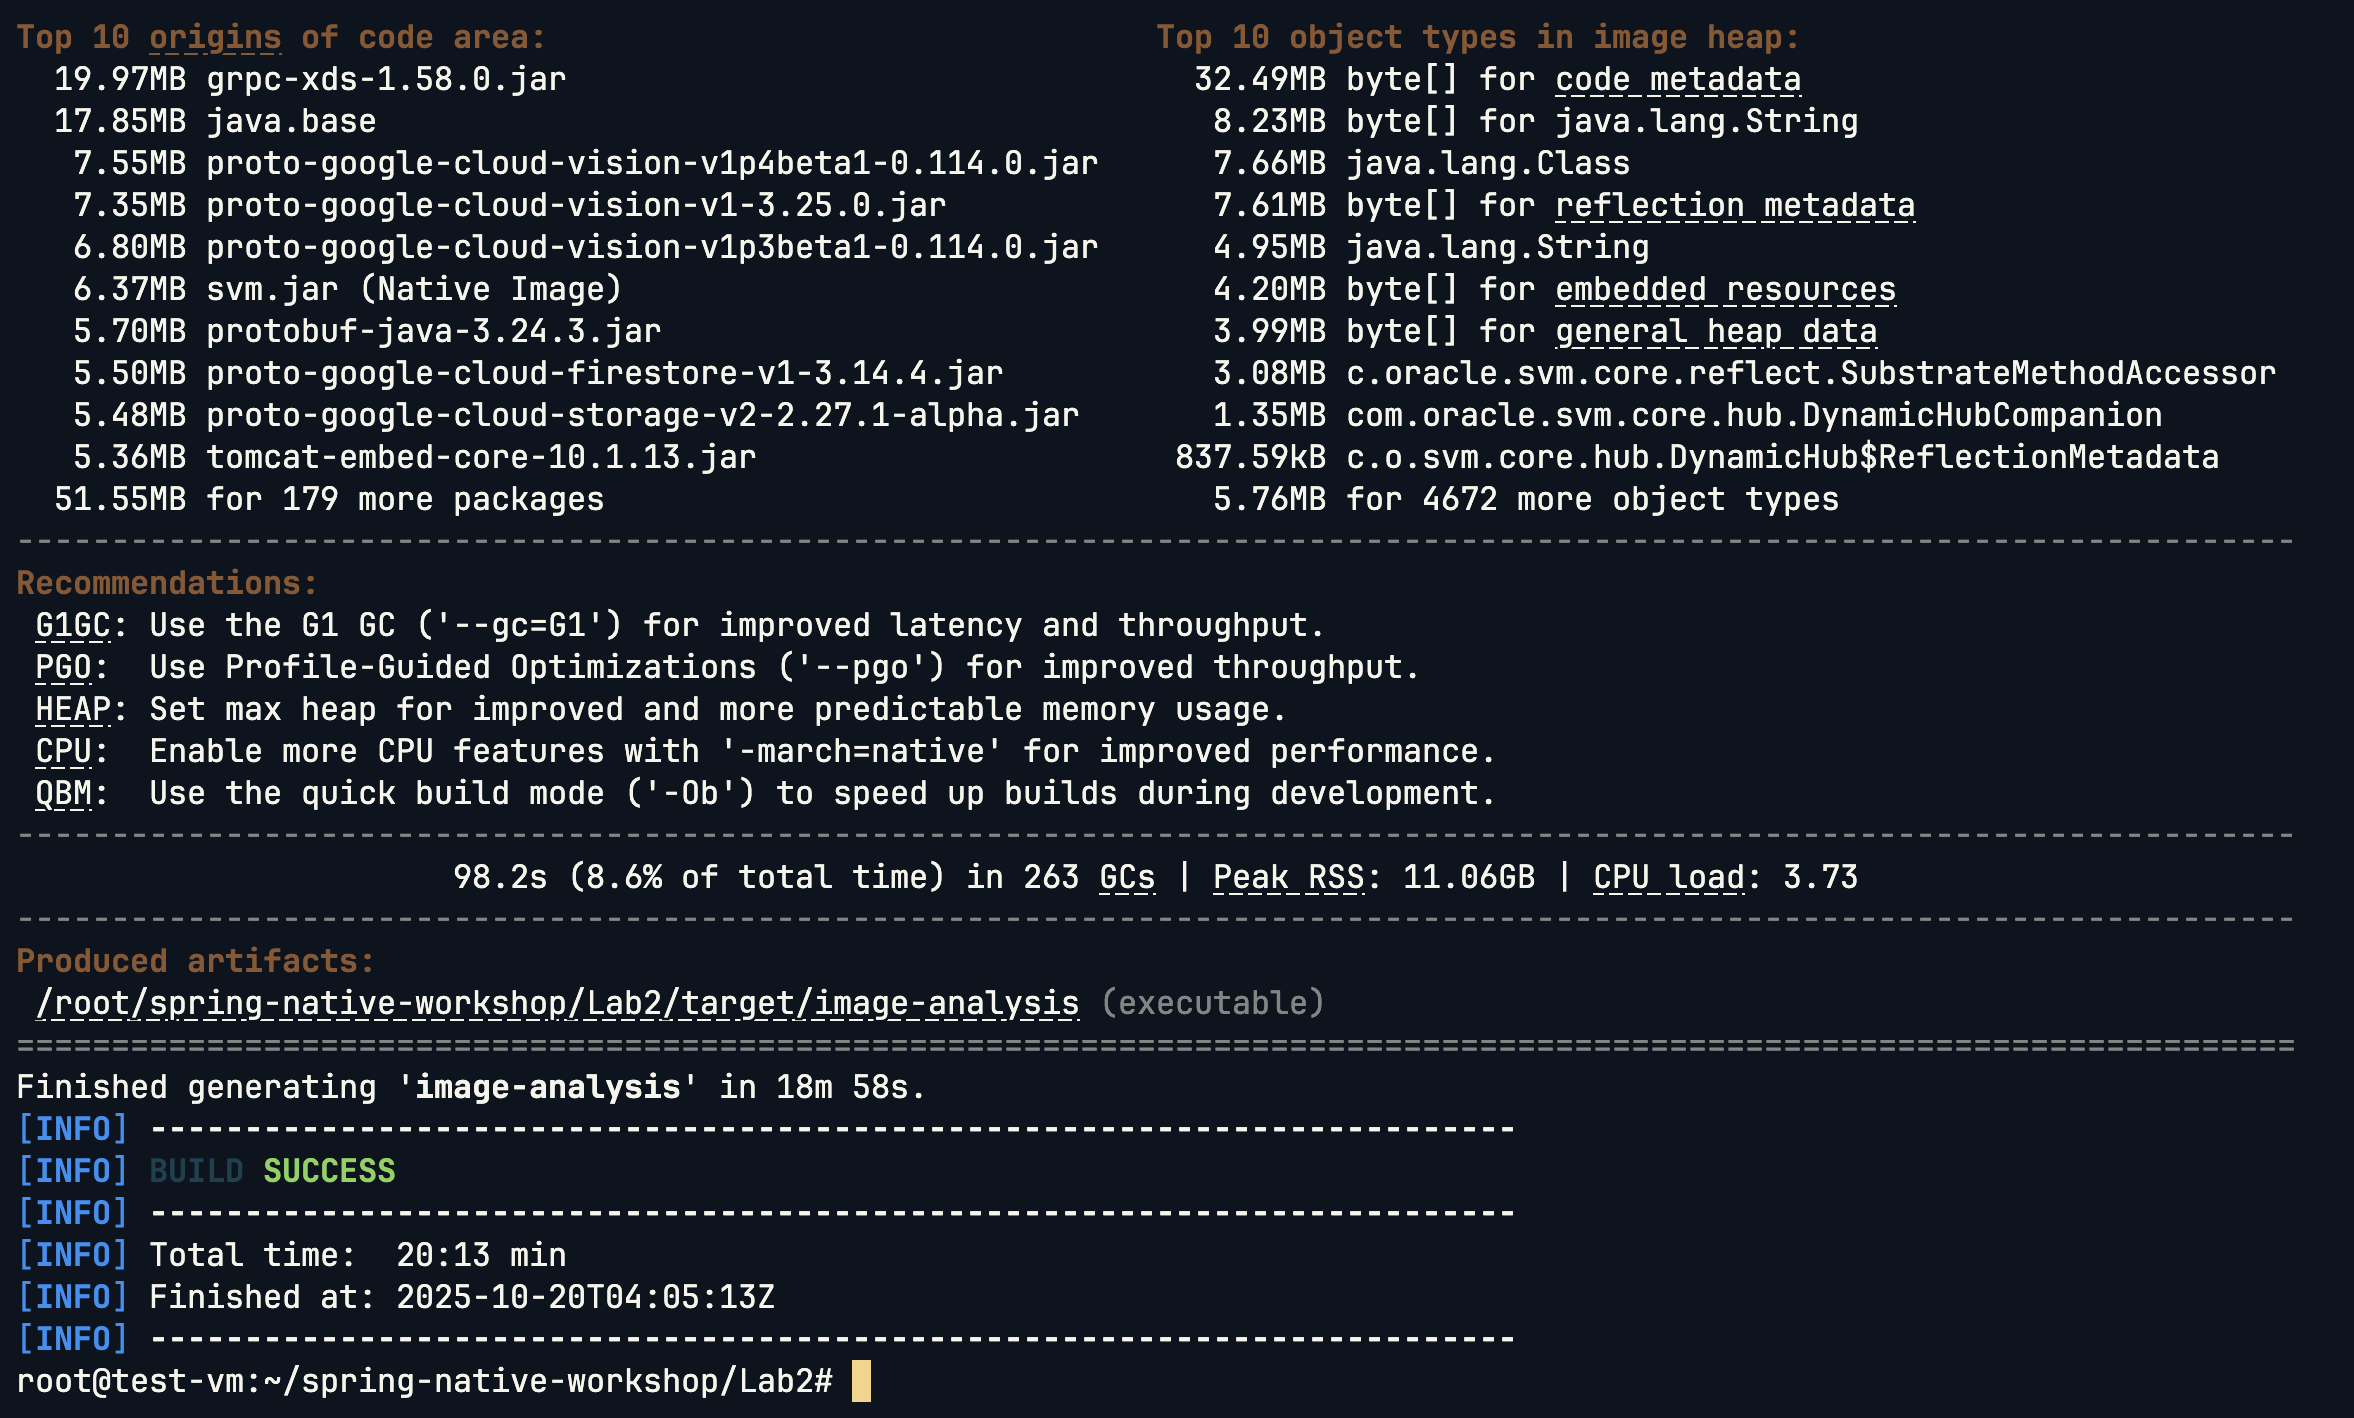 Top 10 origins of code area:                                Top 10 object types in image heap:
  19.97MB grpc-xds-1.58.0.jar                                 32.49MB byte[] for code metadata
  17.85MB java.base                                            8.23MB byte[] for java.lang.String
   7.55MB proto-google-cloud-vision-v1p4beta1-0.114.0.jar      7.66MB java.lang.Class
   7.35MB proto-google-cloud-vision-v1-3.25.0.jar              7.61MB byte[] for reflection metadata
   6.80MB proto-google-cloud-vision-v1p3beta1-0.114.0.jar      4.95MB java.lang.String
   6.37MB svm.jar (Native Image)                               4.20MB byte[] for embedded resources
   5.70MB protobuf-java-3.24.3.jar                             3.99MB byte[] for general heap data
   5.50MB proto-google-cloud-firestore-v1-3.14.4.jar           3.08MB c.oracle.svm.core.reflect.SubstrateMethodAccessor
   5.48MB proto-google-cloud-storage-v2-2.27.1-alpha.jar       1.35MB com.oracle.svm.core.hub.DynamicHubCompanion
   5.36MB tomcat-embed-core-10.1.13.jar                      837.59kB c.o.svm.core.hub.DynamicHub$ReflectionMetadata
  51.55MB for 179 more packages                                5.76MB for 4672 more object types
------------------------------------------------------------------------------------------------------------------------
Recommendations:
 G1GC: Use the G1 GC ('--gc=G1') for improved latency and throughput.
 PGO:  Use Profile-Guided Optimizations ('--pgo') for improved throughput.
 HEAP: Set max heap for improved and more predictable memory usage.
 CPU:  Enable more CPU features with '-march=native' for improved performance.
 QBM:  Use the quick build mode ('-Ob') to speed up builds during development.
------------------------------------------------------------------------------------------------------------------------
                       98.2s (8.6% of total time) in 263 GCs | Peak RSS: 11.06GB | CPU load: 3.73
------------------------------------------------------------------------------------------------------------------------
Produced artifacts:
 /root/spring-native-workshop/Lab2/target/image-analysis (executable)
========================================================================================================================
Finished generating 'image-analysis' in 18m 58s.
[INFO] ------------------------------------------------------------------------
[INFO] BUILD SUCCESS
[INFO] ------------------------------------------------------------------------
[INFO] Total time:  20:13 min
[INFO] Finished at: 2025-10-20T04:05:13Z
[INFO] ------------------------------------------------------------------------
root@test-vm:~/spring-native-workshop/Lab2#